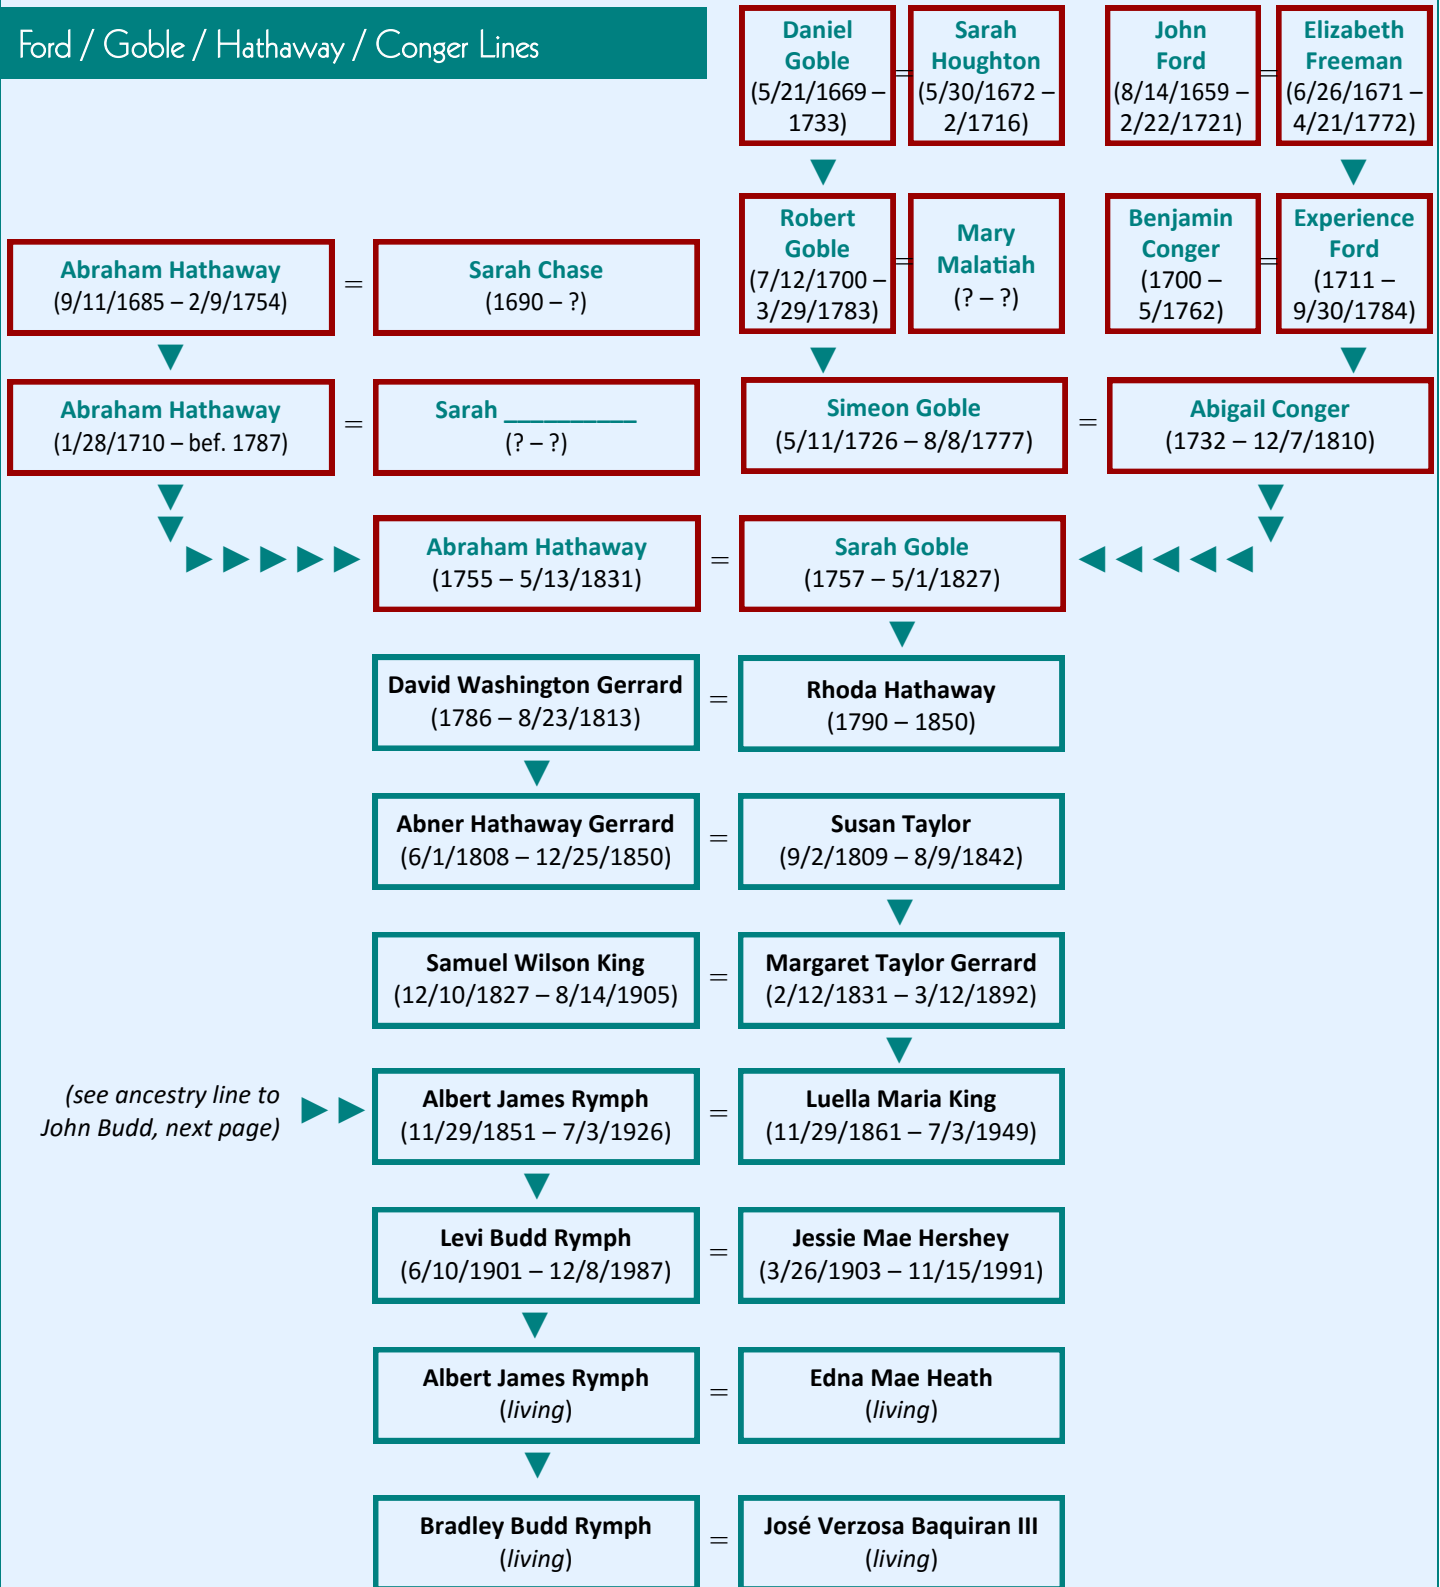 Ford / Goble / Hathaway / Conger Lines
Daniel
Goble
(5/21/1669 –
1733)
=
Sarah
Houghton
(5/30/1672 –
2/1716)
John
Ford
(8/14/1659 –
2/22/1721)
=
Elizabeth
Freeman
(6/26/1671 –
4/21/1772)
Robert
Goble
(7/12/1700 –
3/29/1783)
=
Mary
Malatiah
(? – ?)
Benjamin
Conger
(1700 –
5/1762)
=
Experience
Ford
(1711 –
9/30/1784)
Abraham Hathaway
(9/11/1685 – 2/9/1754)
=
Sarah Chase
(1690 – ?)
Abraham Hathaway
(1/28/1710 – bef. 1787)
=
Sarah __________
(? – ?)
Simeon Goble
(5/11/1726 – 8/8/1777)
=
Abigail Conger
(1732 – 12/7/1810)
Abraham Hathaway
(1755 – 5/13/1831)
=
Sarah Goble
(1757 – 5/1/1827)
David Washington Gerrard
(1786 – 8/23/1813)
=
Rhoda Hathaway
(1790 – 1850)
Abner Hathaway Gerrard
(6/1/1808 – 12/25/1850)
=
Susan Taylor
(9/2/1809 – 8/9/1842)
Samuel Wilson King
(12/10/1827 – 8/14/1905)
=
Margaret Taylor Gerrard
(2/12/1831 – 3/12/1892)
(see ancestry line to
John Budd, next page)
Albert James Rymph
(11/29/1851 – 7/3/1926)
=
Luella Maria King
(11/29/1861 – 7/3/1949)
Levi Budd Rymph
(6/10/1901 – 12/8/1987)
=
Jessie Mae Hershey
(3/26/1903 – 11/15/1991)
Albert James Rymph
(living)
=
Edna Mae Heath
(living)
Bradley Budd Rymph
(living)
=
José Verzosa Baquiran III
(living)